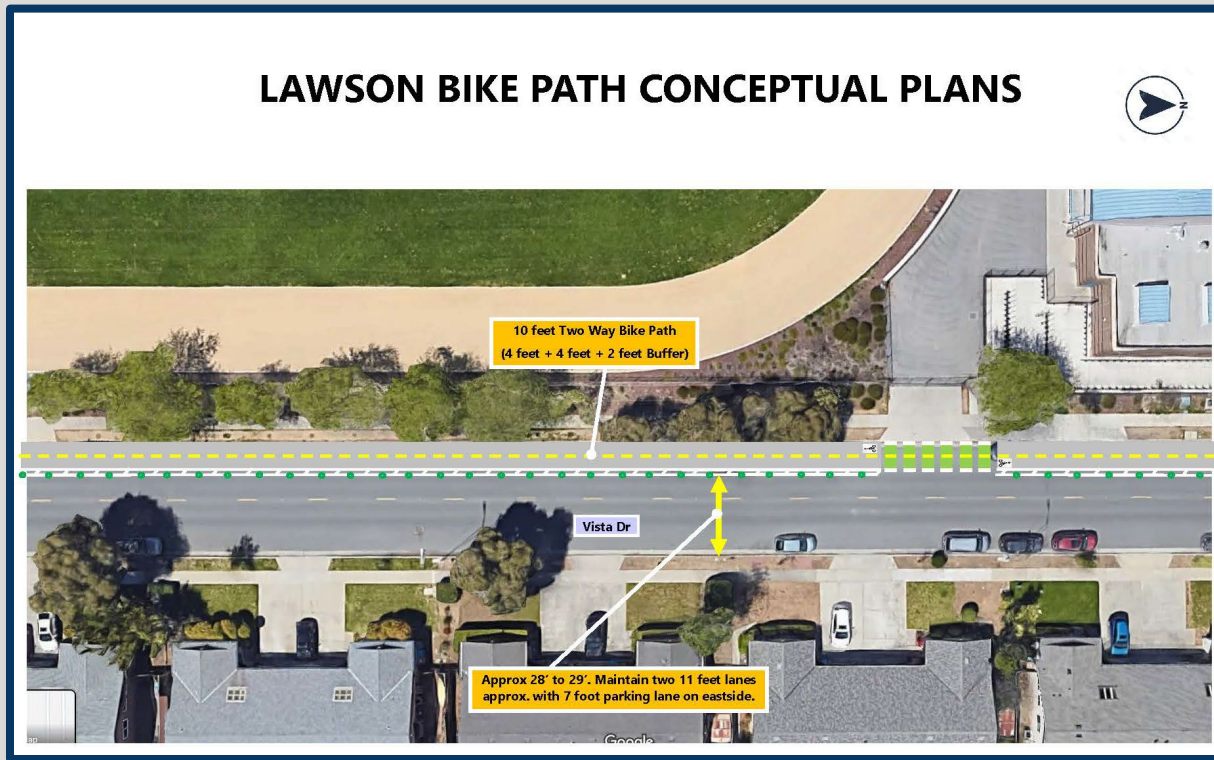 LAWSON BIKE PATH CONCEPTUAL PLANS
N
10 feet Two Way Bike Path
(4 feet + 4 feet + 2 feet Buffer)
Vista Dr
Approx 28' to 29'. Maintain two 11 feet lanes
approx. with 7 foot parking lane on eastside.
Google